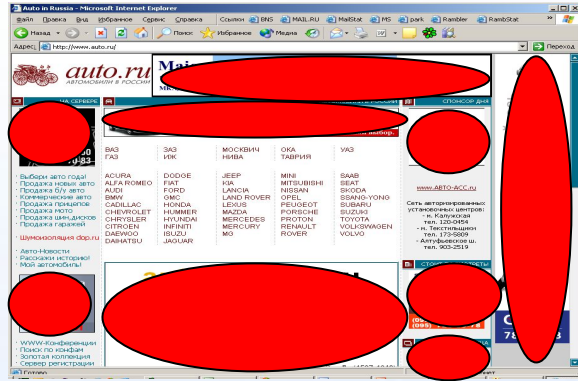 Auto in Russia - Microsoft Internet Explorer
Файл Правка Вид Избранное Сервис Справка Ссылки BNS MAIL.RU MailStat MS park Rambler RambStat
Назад Поиск Избранное Медиа
Адрес: http://www.auto.ru/ Переход
auto.ru
АВТОМОБИЛИ В РОССИИ
НА СЕРВЕРЕ
СПОНСОР ДНЯ
ВАЗ ЗАЗ МОСКВИЧ ОКА УАЗ
ГАЗ ИЖ НИВА ТАВРИЯ
ACURA DODGE JEEP MINI SAAB
ALFA ROMEO FIAT KIA MITSUBISHI SEAT
AUDI FORD LANCIA NISSAN SKODA
BMW GMC LAND ROVER OPEL SSANG-YONG
CADILLAC HONDA LEXUS PEUGEOT SUBARU
CHEVROLET HUMMER MAZDA PORSCHE SUZUKI
CHRYSLER HYUNDAI MERCEDES PROTON TOYOTA
CITROEN INFINITI MERCURY RENAULT VOLKSWAGEN
DAEWOO ISUZU MG ROVER VOLVO
DAIHATSU JAGUAR
· Выбери авто года!
· Продажа новых авто
· Продажа б/у авто
· Коммерческие авто
· Продажа прицепов
· Продажа мото
· Продажа шин,дисков
· Продажа гаражей
· Шумоизоляция dop.ru
· Авто-Новости
· Расскажи историю!
· Мой автомобиль!
www.АВТО-ACC.ru
Сеть авторизированных
установочных центров:
- м. Калужская
тел. 120-0454
- м. Текстильщики
тел. 173-5809
- Алтуфьевское ш.
тел. 903-2519
· WWW-Конференции
· Поиск по конфам
· Золотая коллекция
· Сервер регистрации
Готово